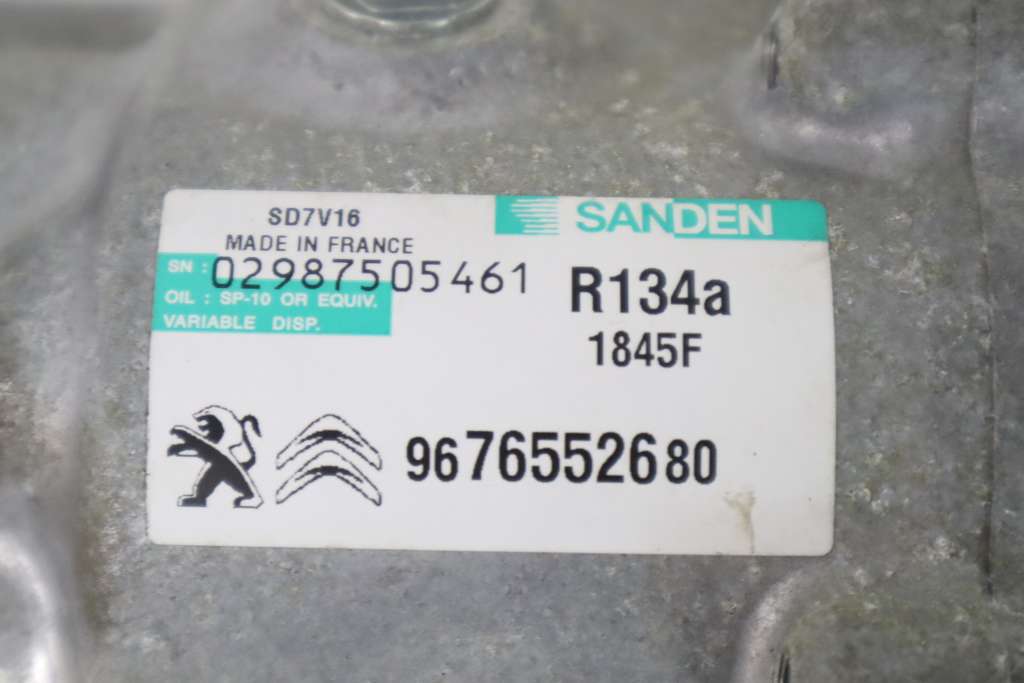 SD7V16
MADE IN FRANCE
SANDEN
SN : 02987505461
OIL : SP-10 OR EQUIV.
VARIABLE DISP.
R134a
1845F
9676552680